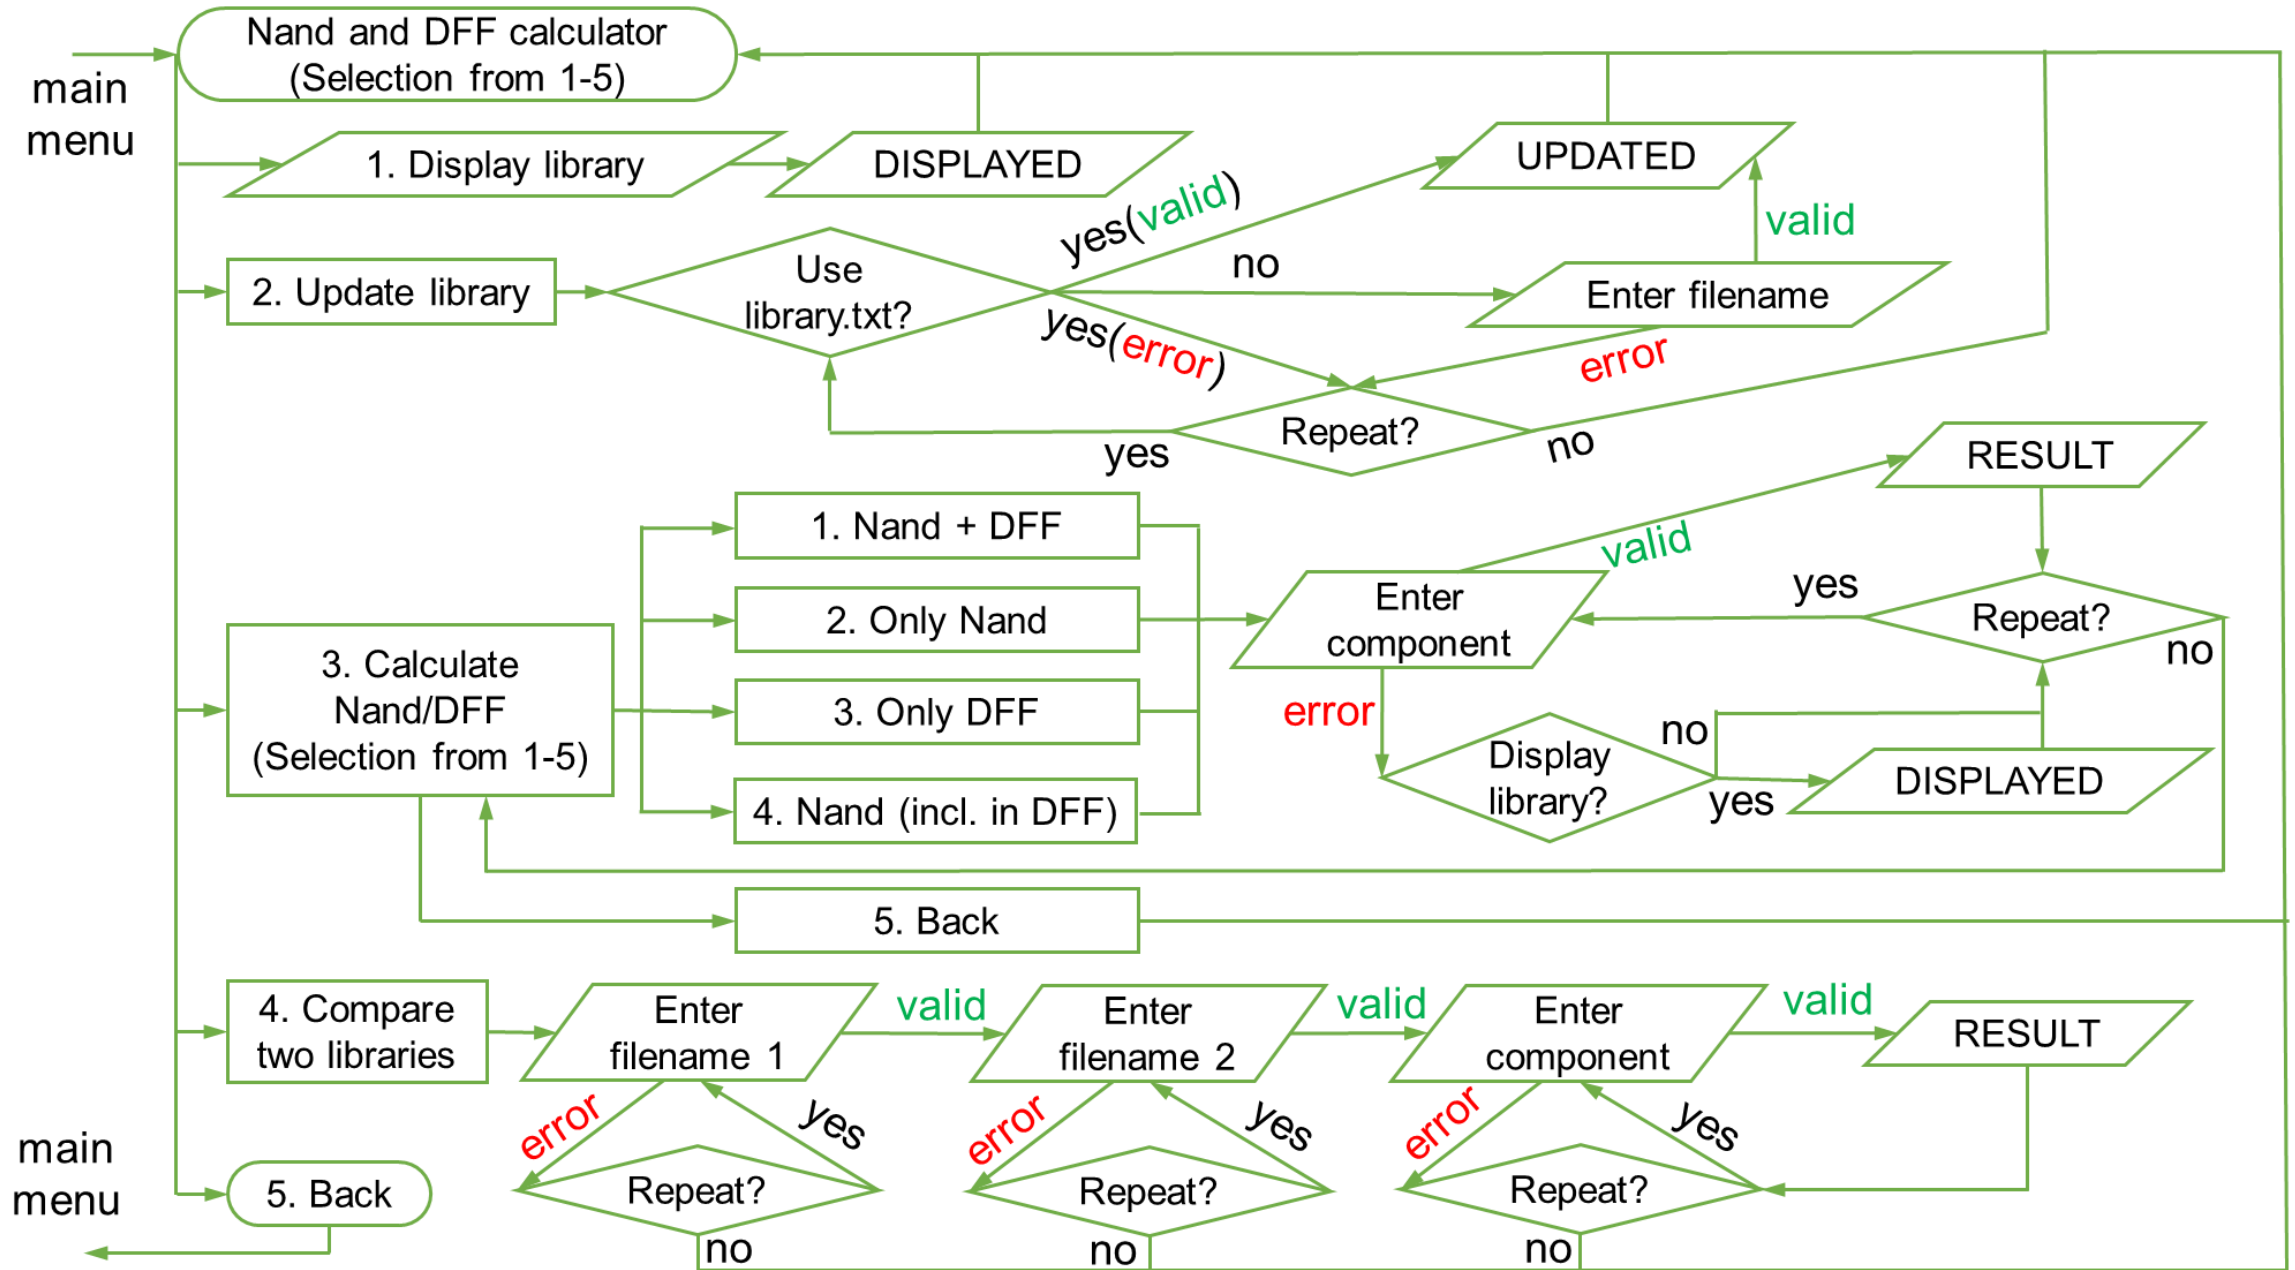 Nand and DFF calculator
(Selection from 1-5)
main
menu
1. Display library
DISPLAYED
UPDATED
yes(valid)
valid
2. Update library
Use
library.txt?
no
Enter filename
yes(error)
error
Repeat?
yes
no
RESULT
1. Nand + DFF
valid
2. Only Nand
Enter
component
yes
Repeat?
no
3. Calculate
Nand/DFF
(Selection from 1-5)
3. Only DFF
error
Display
library?
no
yes
DISPLAYED
4. Nand (incl. in DFF)
5. Back
4. Compare
two libraries
Enter
filename 1
valid
Enter
filename 2
valid
Enter
component
valid
RESULT
error
yes
error
yes
error
yes
main
menu
5. Back
Repeat?
Repeat?
Repeat?
no
no
no